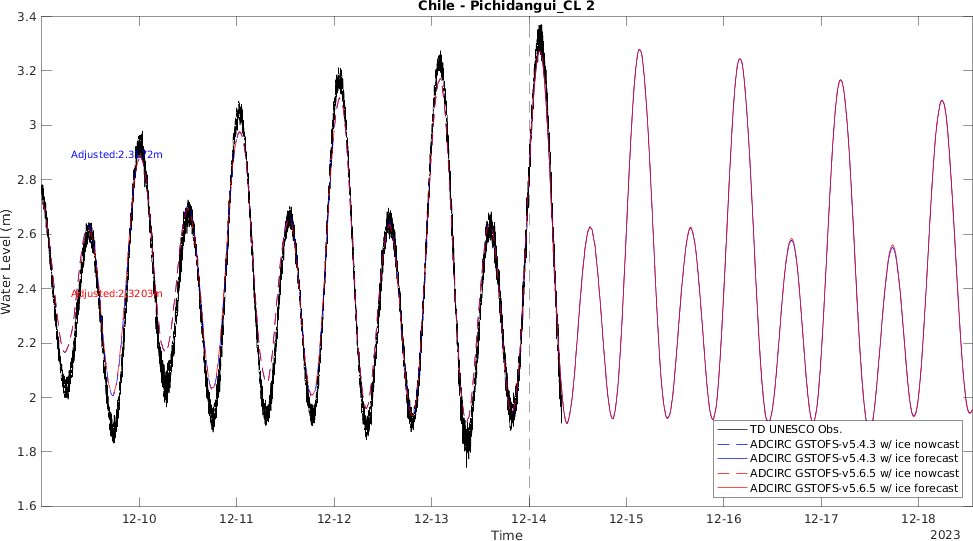 Chile - Pichidangui_CL 2
3.4
3.2
3
2.8
2.6
2.4
2.2
2
1.8
1.6
Water Level (m)
Adjusted:2.3
2m
Adjusted:2.3203m
TD UNESCO Obs.
ADCIRC GSTOFS-v5.4.3 w/ ice nowcast
ADCIRC GSTOFS-v5.4.3 w/ ice forecast
ADCIRC GSTOFS-v5.6.5 w/ ice nowcast
ADCIRC GSTOFS-v5.6.5 w/ ice forecast
12-10 12-11 12-12 12-13 12-14 12-15 12-16 12-17 12-18
Time
2023